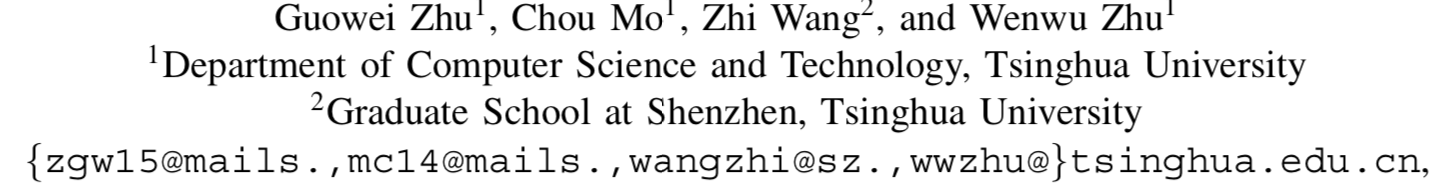 Guowei Zhu¹, Chou Mo¹, Zhi Wang², and Wenwu Zhu¹
¹Department of Computer Science and Technology, Tsinghua University
²Graduate School at Shenzhen, Tsinghua University
{zgw15@mails.,mc14@mails.,wangzhi@sz.,wwzhu@}tsinghua.edu.cn,